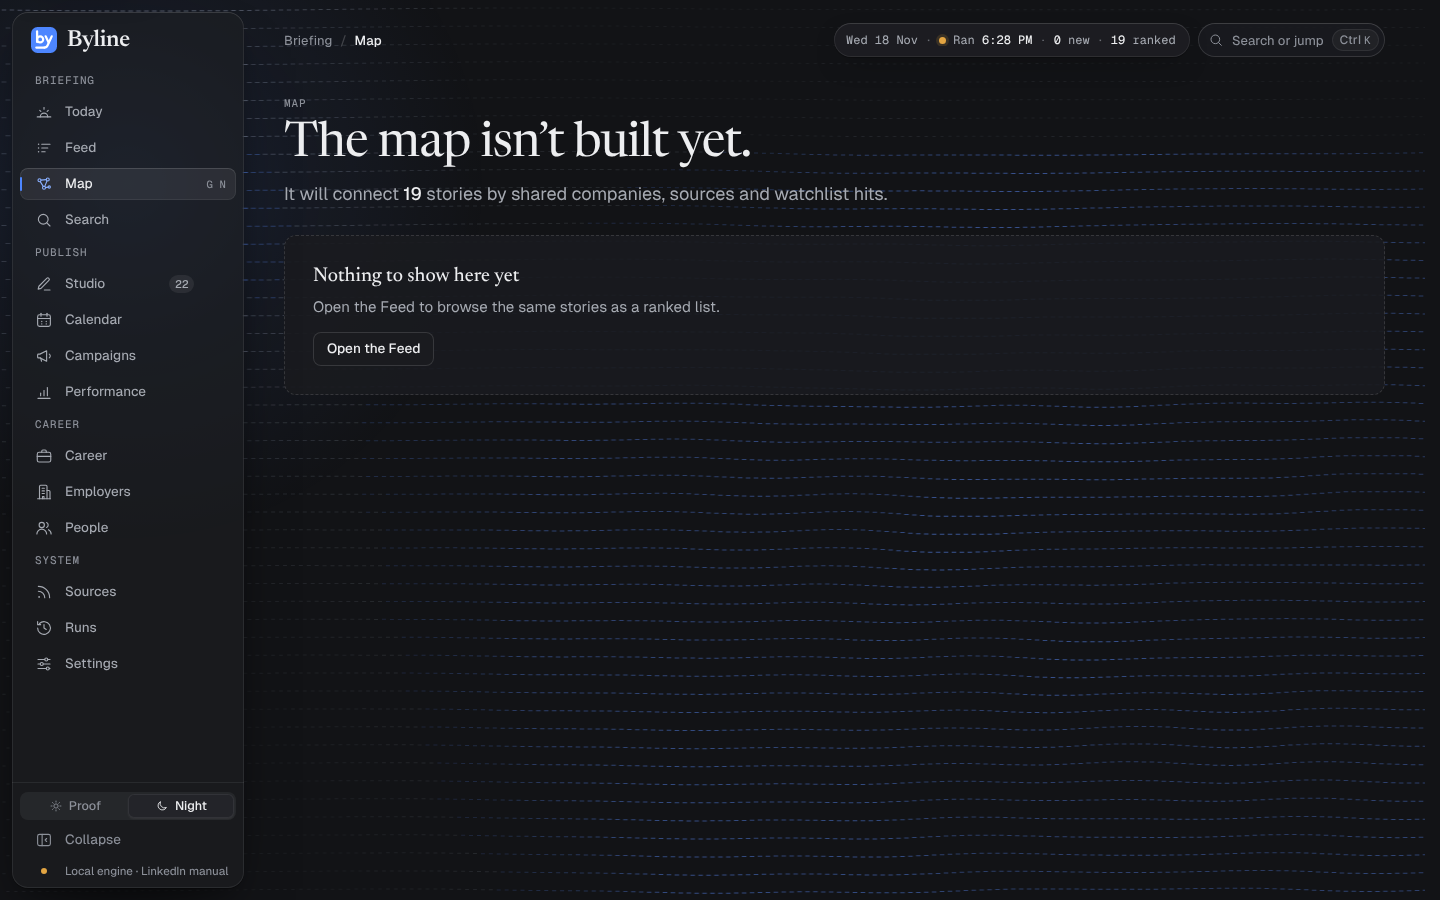 by Byline
BRIEFING
Today
Feed
Map G N
Search
PUBLISH
Studio 22
Calendar
Campaigns
Performance
CAREER
Career
Employers
People
SYSTEM
Sources
Runs
Settings
Proof Night
Collapse
Local engine · LinkedIn manual
Briefing / Map
Wed 18 Nov · Ran 6:28 PM · 0 new · 19 ranked
Search or jump Ctrl K
MAP
The map isn’t built yet.
It will connect 19 stories by shared companies, sources and watchlist hits.
Nothing to show here yet
Open the Feed to browse the same stories as a ranked list.
Open the Feed